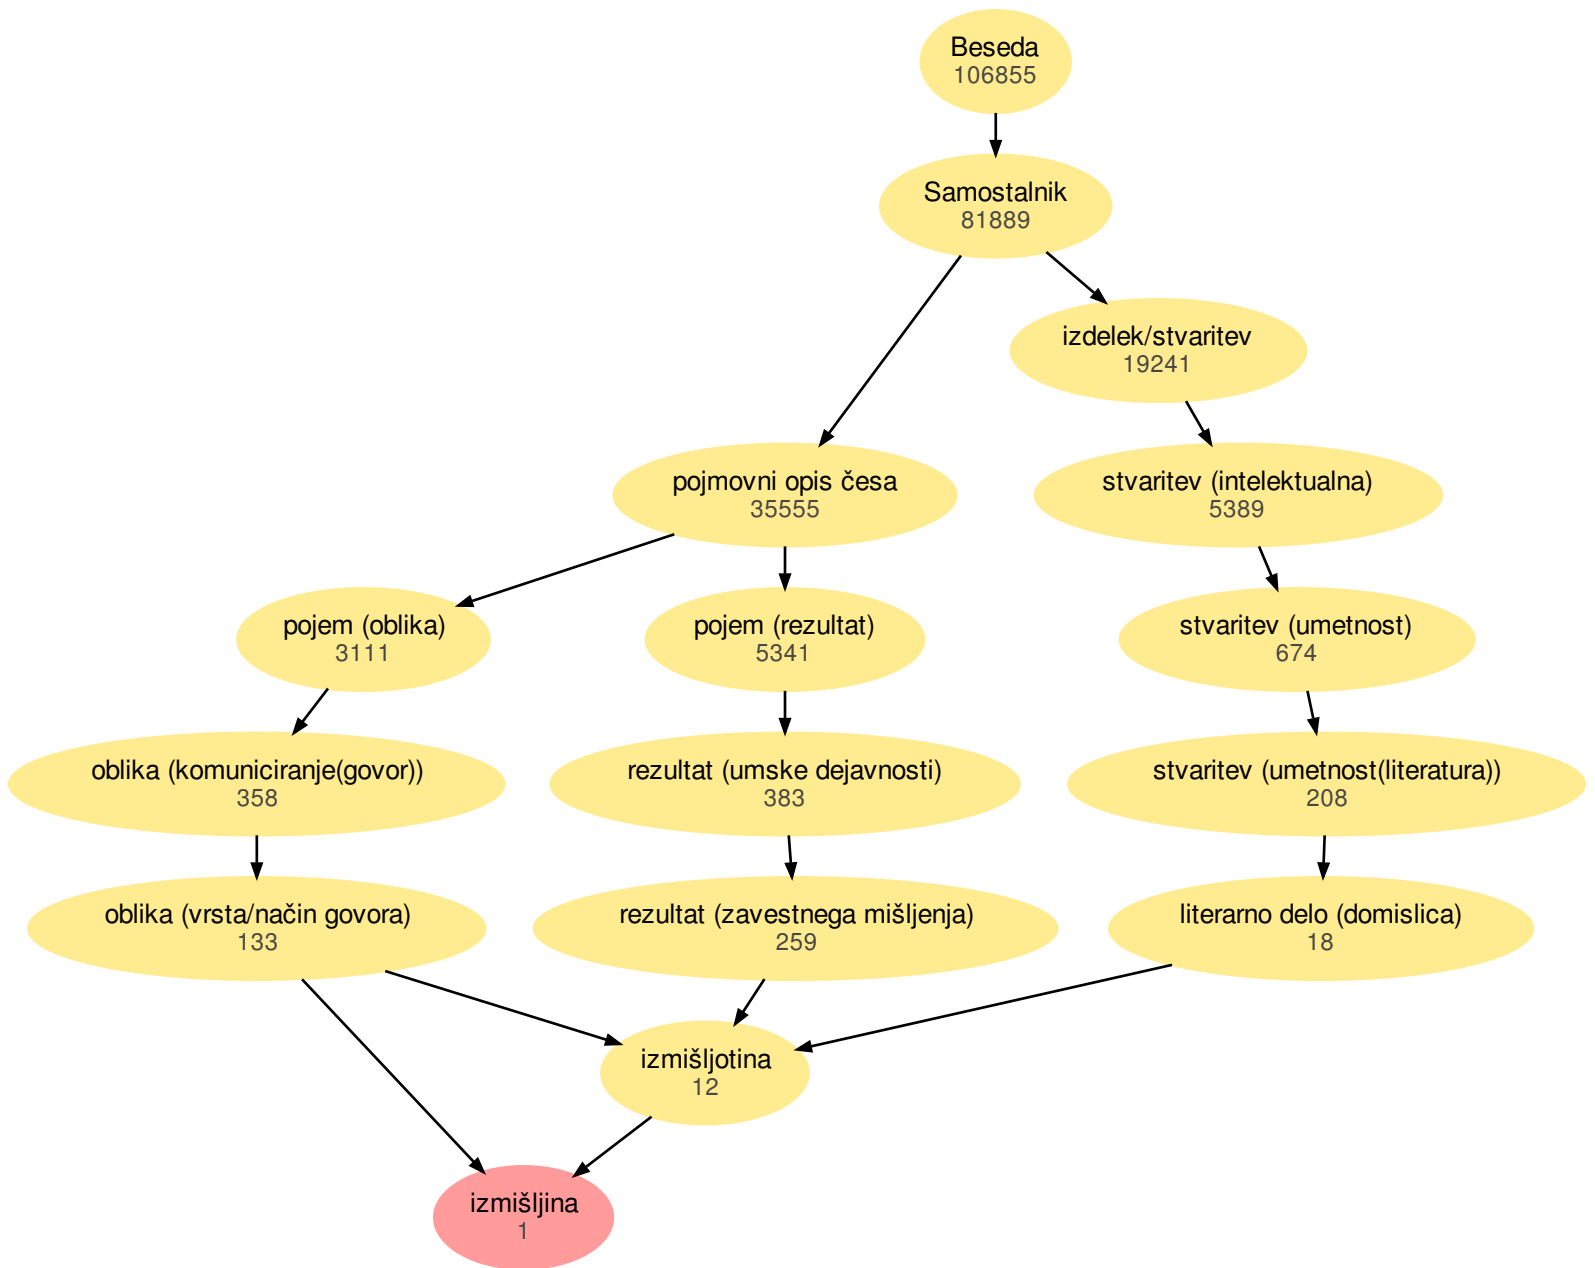 Beseda
106855
Samostalnik
81889
izdelek/stvaritev
19241
pojmovni opis česa
35555
stvaritev (intelektualna)
5389
pojem (oblika)
3111
pojem (rezultat)
5341
stvaritev (umetnost)
674
oblika (komuniciranje(govor))
358
rezultat (umske dejavnosti)
383
stvaritev (umetnost(literatura))
208
oblika (vrsta/način govora)
133
rezultat (zavestnega mišljenja)
259
literarno delo (domislica)
18
izmišljotina
12
izmišljina
1